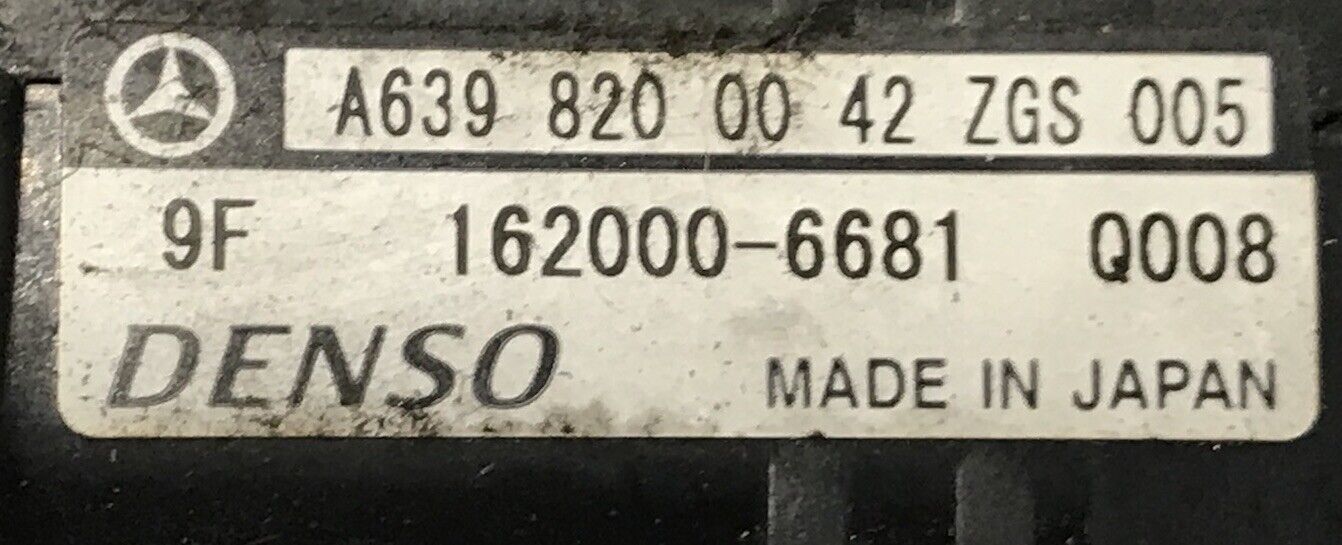 A639 820 00 42 ZGS 005
9F 162000-6681 Q008
DENSO
MADE IN JAPAN